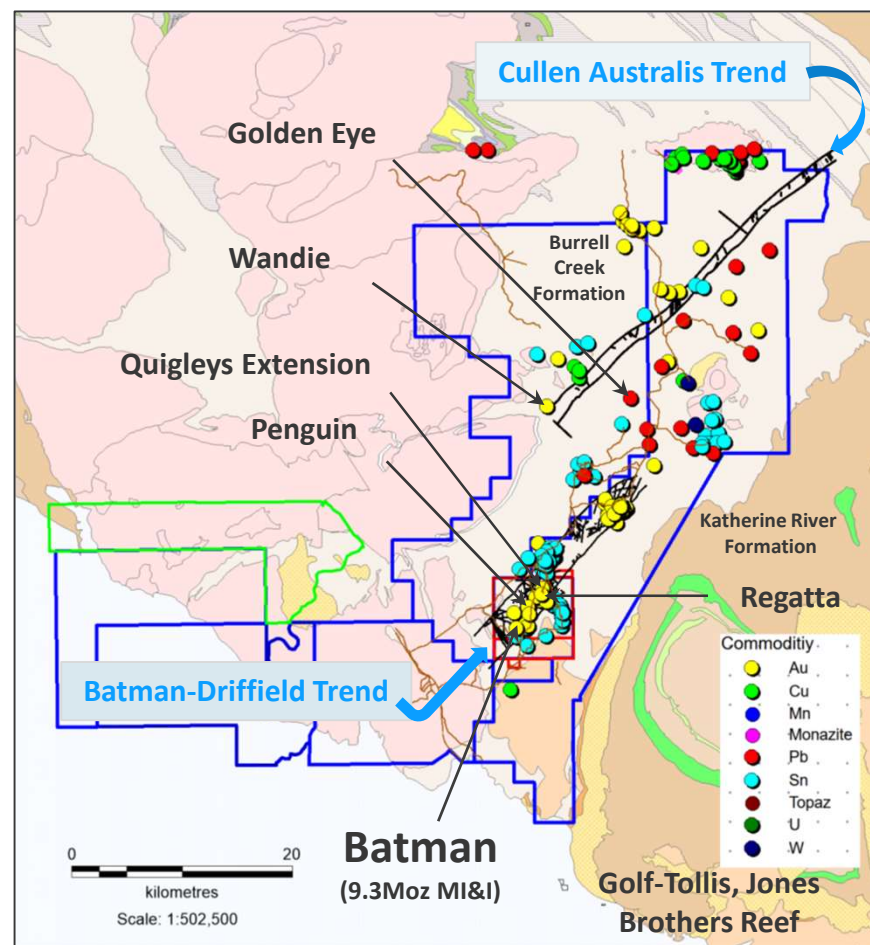 Cullen Australis Trend
Golden Eye
Wandie
Burrell
Creek
Formation
Quigleys Extension
Penguin
Katherine River
Formation
Regatta
Batman-Driffield Trend
Commoditiy
Au
Cu
Mn
Monazite
Pb
Sn
Topaz
U
W
Batman
(9.3Moz MI&I)
0 20
kilometres
Scale: 1:502,500
Golf-Tollis, Jones
Brothers Reef